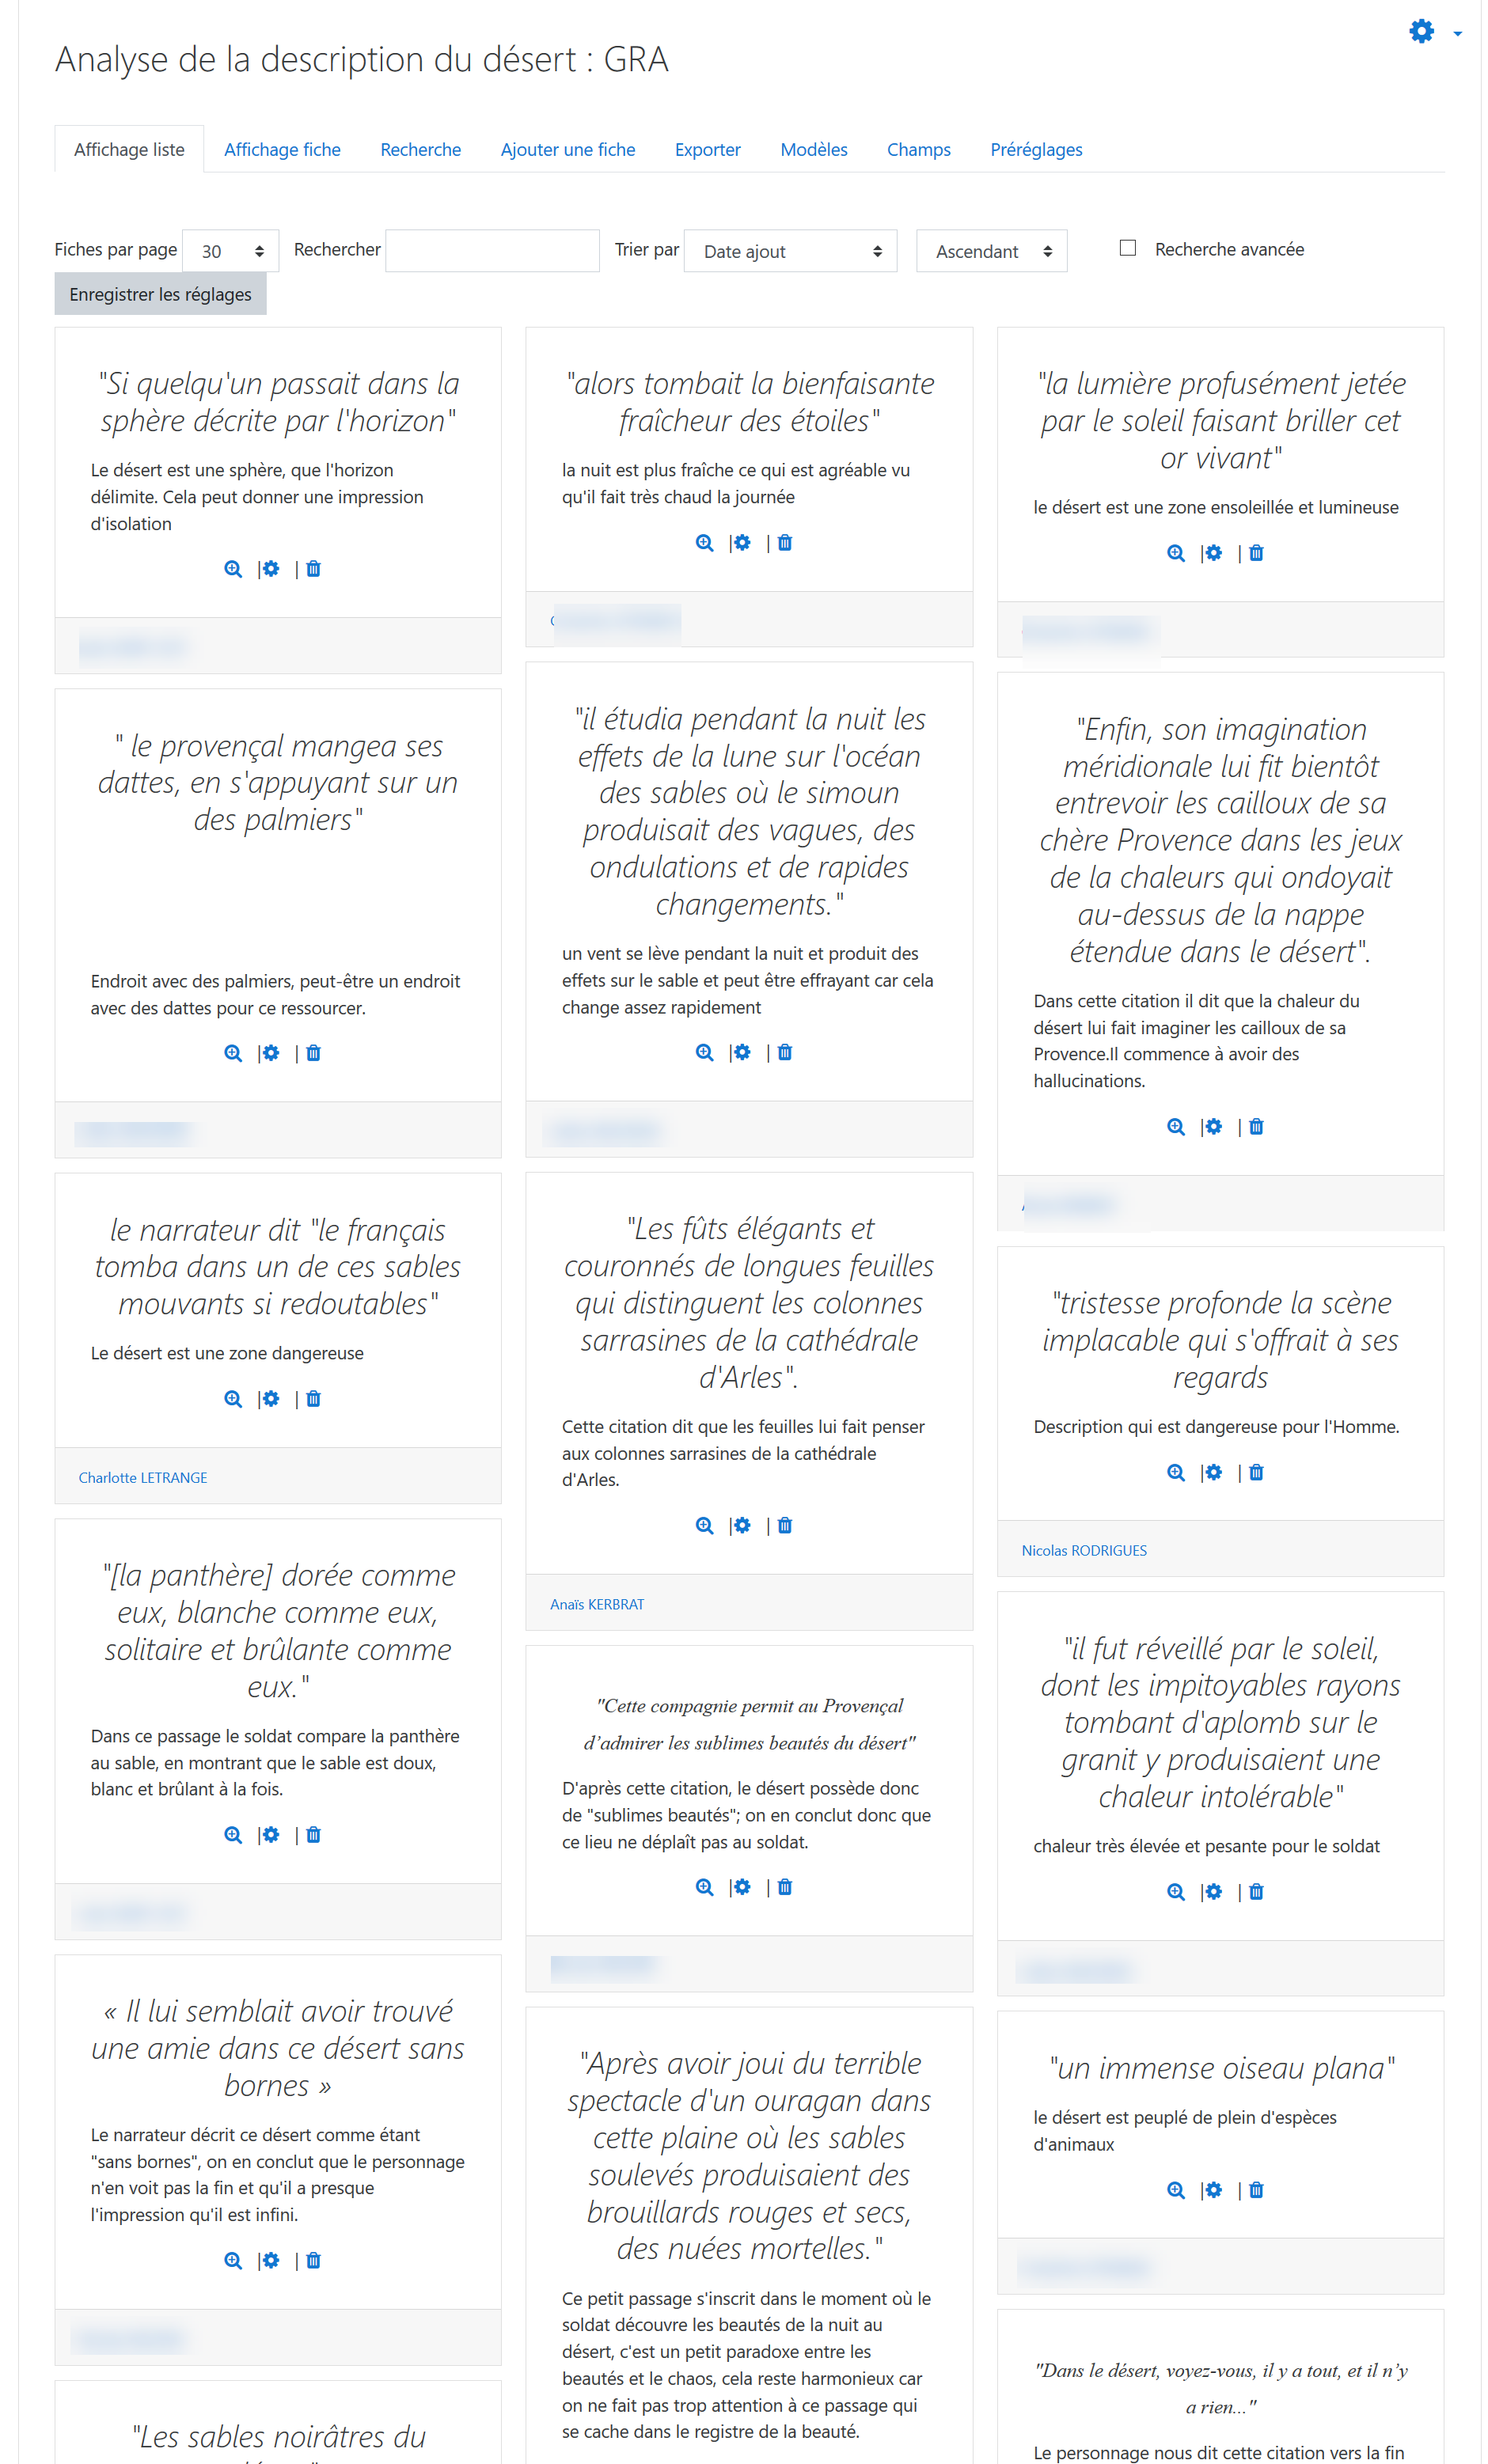 Analyse de la description du désert : GRA
Affichage liste
Affichage fiche
Recherche
Ajouter une fiche
Exporter
Modèles
Champs
Préréglages
Fiches par page 30 Rechercher Trier par Date ajout Ascendant Recherche avancée
Enregistrer les réglages
"Si quelqu'un passait dans la
sphère décrite par l'horizon"
Le désert est une sphère, que l'horizon
délimite. Cela peut donner une impression
d'isolation
|
|
" le provençal mangea ses
dattes, en s'appuyant sur un
des palmiers"
Endroit avec des palmiers, peut-être un endroit
avec des dattes pour ce ressourcer.
|
|
le narrateur dit "le français
tomba dans un de ces sables
mouvants si redoutables"
Le désert est une zone dangereuse
|
|
Charlotte LETRANGE
"[la panthère] dorée comme
eux, blanche comme eux,
solitaire et brûlante comme
eux."
Dans ce passage le soldat compare la panthère
au sable, en montrant que le sable est doux,
blanc et brûlant à la fois.
|
|
« Il lui semblait avoir trouvé
une amie dans ce désert sans
bornes »
Le narrateur décrit ce désert comme étant
"sans bornes", on en conclut que le personnage
n'en voit pas la fin et qu'il a presque
l'impression qu'il est infini.
|
|
"Les sables noirâtres du
"alors tombait la bienfaisante
fraîcheur des étoiles"
la nuit est plus fraîche ce qui est agréable vu
qu'il fait très chaud la journée
|
|
"il étudia pendant la nuit les
effets de la lune sur l'océan
des sables où le simoun
produisait des vagues, des
ondulations et de rapides
changements."
un vent se lève pendant la nuit et produit des
effets sur le sable et peut être effrayant car cela
change assez rapidement
|
|
"Les fûts élégants et
couronnés de longues feuilles
qui distinguent les colonnes
sarrasines de la cathédrale
d'Arles".
Cette citation dit que les feuilles lui fait penser
aux colonnes sarrasines de la cathédrale
d'Arles.
|
|
Anaïs KERBRAT
"Cette compagnie permit au Provençal
d’admirer les sublimes beautés du désert"
D'après cette citation, le désert possède donc
de "sublimes beautés"; on en conclut donc que
ce lieu ne déplaît pas au soldat.
|
|
"Après avoir joui du terrible
spectacle d'un ouragan dans
cette plaine où les sables
soulevés produisaient des
brouillards rouges et secs,
des nuées mortelles."
Ce petit passage s'inscrit dans le moment où le
soldat découvre les beautés de la nuit au
désert, c'est un petit paradoxe entre les
beautés et le chaos, cela reste harmonieux car
on ne fait pas trop attention à ce passage qui
se cache dans le registre de la beauté.
"la lumière profusément jetée
par le soleil faisant briller cet
or vivant"
le désert est une zone ensoleillée et lumineuse
|
|
"Enfin, son imagination
méridionale lui fit bientôt
entrevoir les cailloux de sa
chère Provence dans les jeux
de la chaleurs qui ondoyait
au-dessus de la nappe
étendue dans le désert".
Dans cette citation il dit que la chaleur du
désert lui fait imaginer les cailloux de sa
Provence.Il commence à avoir des
hallucinations.
|
|
"tristesse profonde la scène
implacable qui s'offrait à ses
regards
Description qui est dangereuse pour l'Homme.
|
|
Nicolas RODRIGUES
"il fut réveillé par le soleil,
dont les impitoyables rayons
tombant d'aplomb sur le
granit y produisaient une
chaleur intolérable"
chaleur très élevée et pesante pour le soldat
|
|
"un immense oiseau plana"
le désert est peuplé de plein d'espèces
d'animaux
|
|
"Dans le désert, voyez-vous, il y a tout, et il n’y
a rien..."
Le personnage nous dit cette citation vers la fin